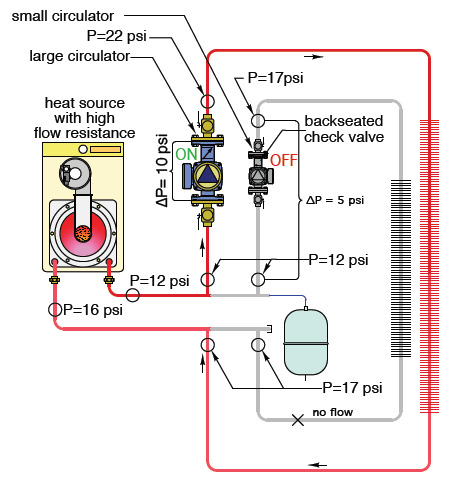 small circulator
P=22 psi
large circulator
P=17psi
heat source
with high
flow resistance
backseated
check valve
ON
OFF
ΔP= 10 psi
ΔP = 5 psi
P=12 psi
P=12 psi
P=16 psi
P=17 psi
no flow